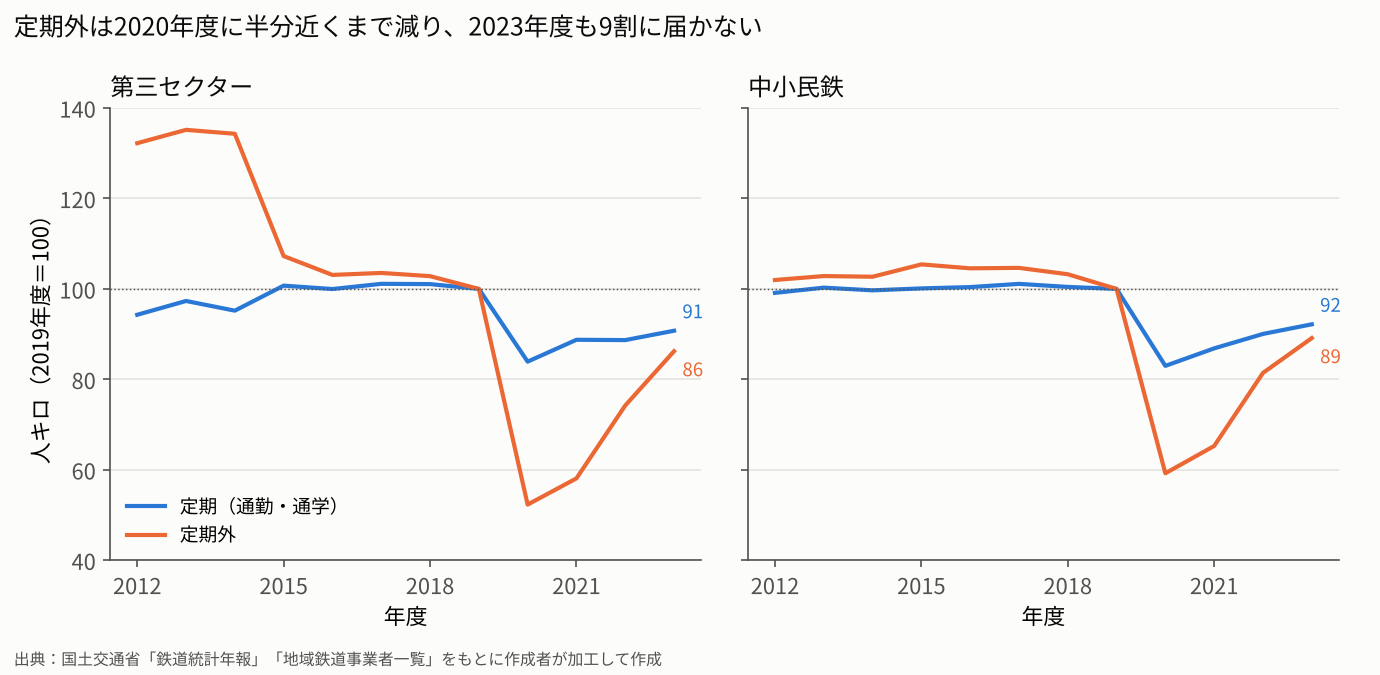 定期外は2020年度に半分近くまで減り、2023年度も9割に届かない
第三セクター
中小民鉄
140
120
100
80
60
40
人キロ（2019年度＝100）
91
86
92
89
定期（通勤・通学）
定期外
2012
2015
2018
2021
2012
2015
2018
2021
年度
年度
出典：国土交通省「鉄道統計年報」「地域鉄道事業者一覧」をもとに作成者が加工して作成